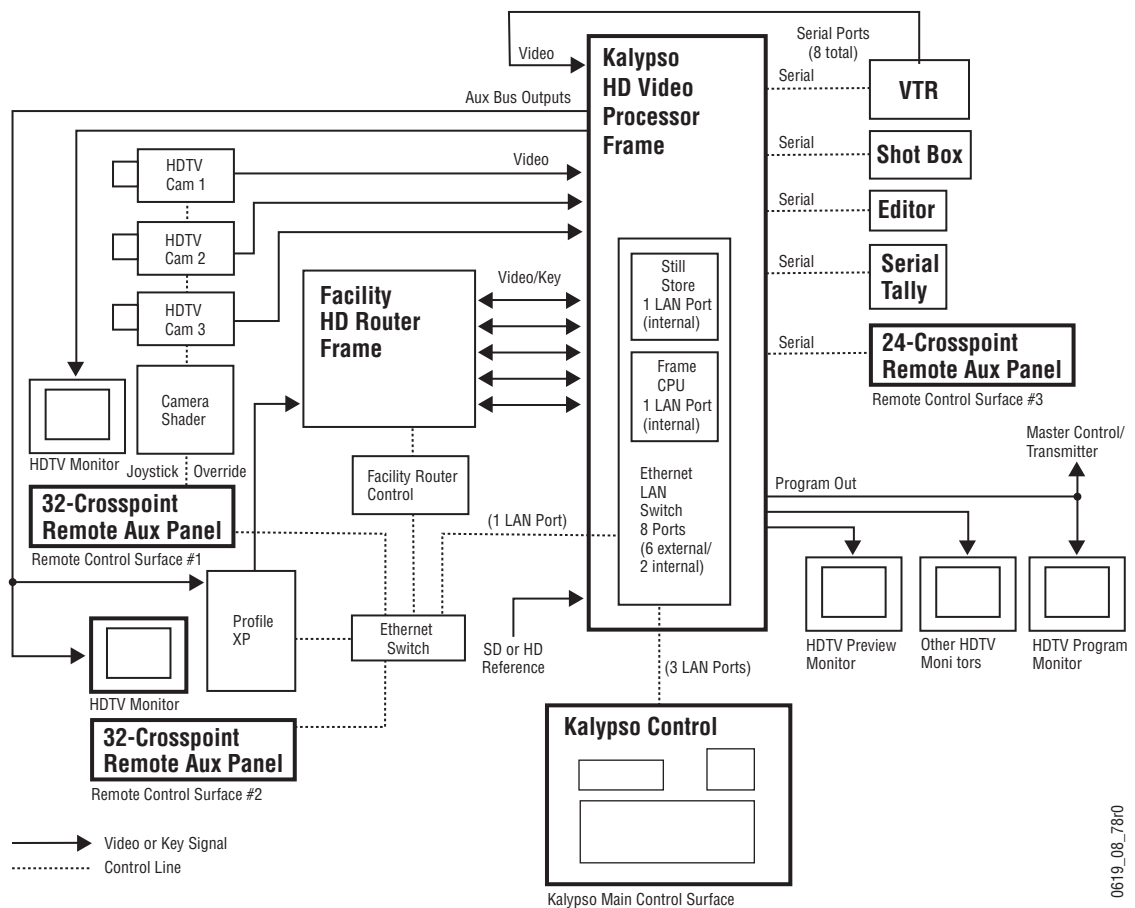 Video
Serial Ports
(8 total)
Kalypso
HD Video
Processor
Frame
Serial
VTR
Aux Bus Outputs
HDTV
Cam 1
Video
Serial
Shot Box
HDTV
Cam 2
Serial
Editor
HDTV
Cam 3
Facility
HD Router
Frame
Video/Key
Still
Store
1 LAN Port
(internal)
Serial
Serial
Tally
Frame
CPU
1 LAN Port
(internal)
Serial
24-Crosspoint
Remote Aux Panel
Remote Control Surface #3
Camera
Shader
HDTV Monitor
Joystick
Override
Facility Router
Control
Ethernet
LAN
Switch
8 Ports
(6 external/
2 internal)
Program Out
Master Control/
Transmitter
32-Crosspoint
Remote Aux Panel
Remote Control Surface #1
(1 LAN Port)
Profile
XP
Ethernet
Switch
SD or HD
Reference
HDTV Preview
Monitor
Other HDTV
Moni tors
HDTV Program
Monitor
HDTV Monitor
(3 LAN Ports)
32-Crosspoint
Remote Aux Panel
Remote Control Surface #2
Kalypso Control
Kalypso Main Control Surface
Video or Key Signal
Control Line
0619_08_78r0